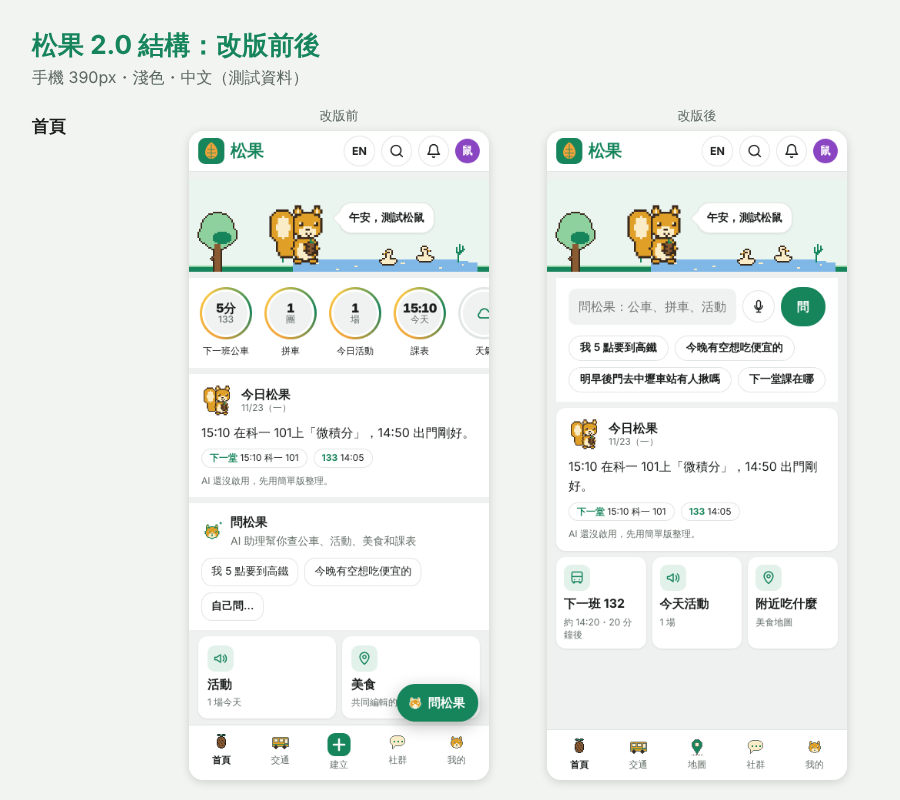 松果 2.0 結構：改版前後
手機 390px · 淺色 · 中文（測試資料）
首頁
改版前
松果
EN
鼠
午安，測試松鼠
5分
133
下一班公車
1
團
拼車
1
場
今日活動
15:10
今天
課表
今日松果
11/23（一）
15:10 在科一 101上「微積分」，14:50 出門剛好。
下一堂 15:10 科一 101
133 14:05
AI 還沒啟用，先用簡單版整理。
問松果
AI 助理幫你查公車、活動、美食和課表
我 5 點要到高鐵
今晚有空想吃便宜的
自己問...
活動
1 場今天
美食
共同編輯的
問松果
首頁
交通
建立
社群
我的
改版後
松果
EN
鼠
午安，測試松鼠
問松果：公車、拼車、活動
問
我 5 點要到高鐵
今晚有空想吃便宜的
明早後門去中壢車站有人揪嗎
下一堂課在哪
今日松果
11/23（一）
15:10 在科一 101上「微積分」，14:50 出門剛
好。
下一堂 15:10 科一 101
133 14:05
AI 還沒啟用，先用簡單版整理。
下一班 132
約 14:20 · 20 分
鐘後
今天活動
1 場
附近吃什麼
美食地圖
首頁
交通
地圖
社群
我的